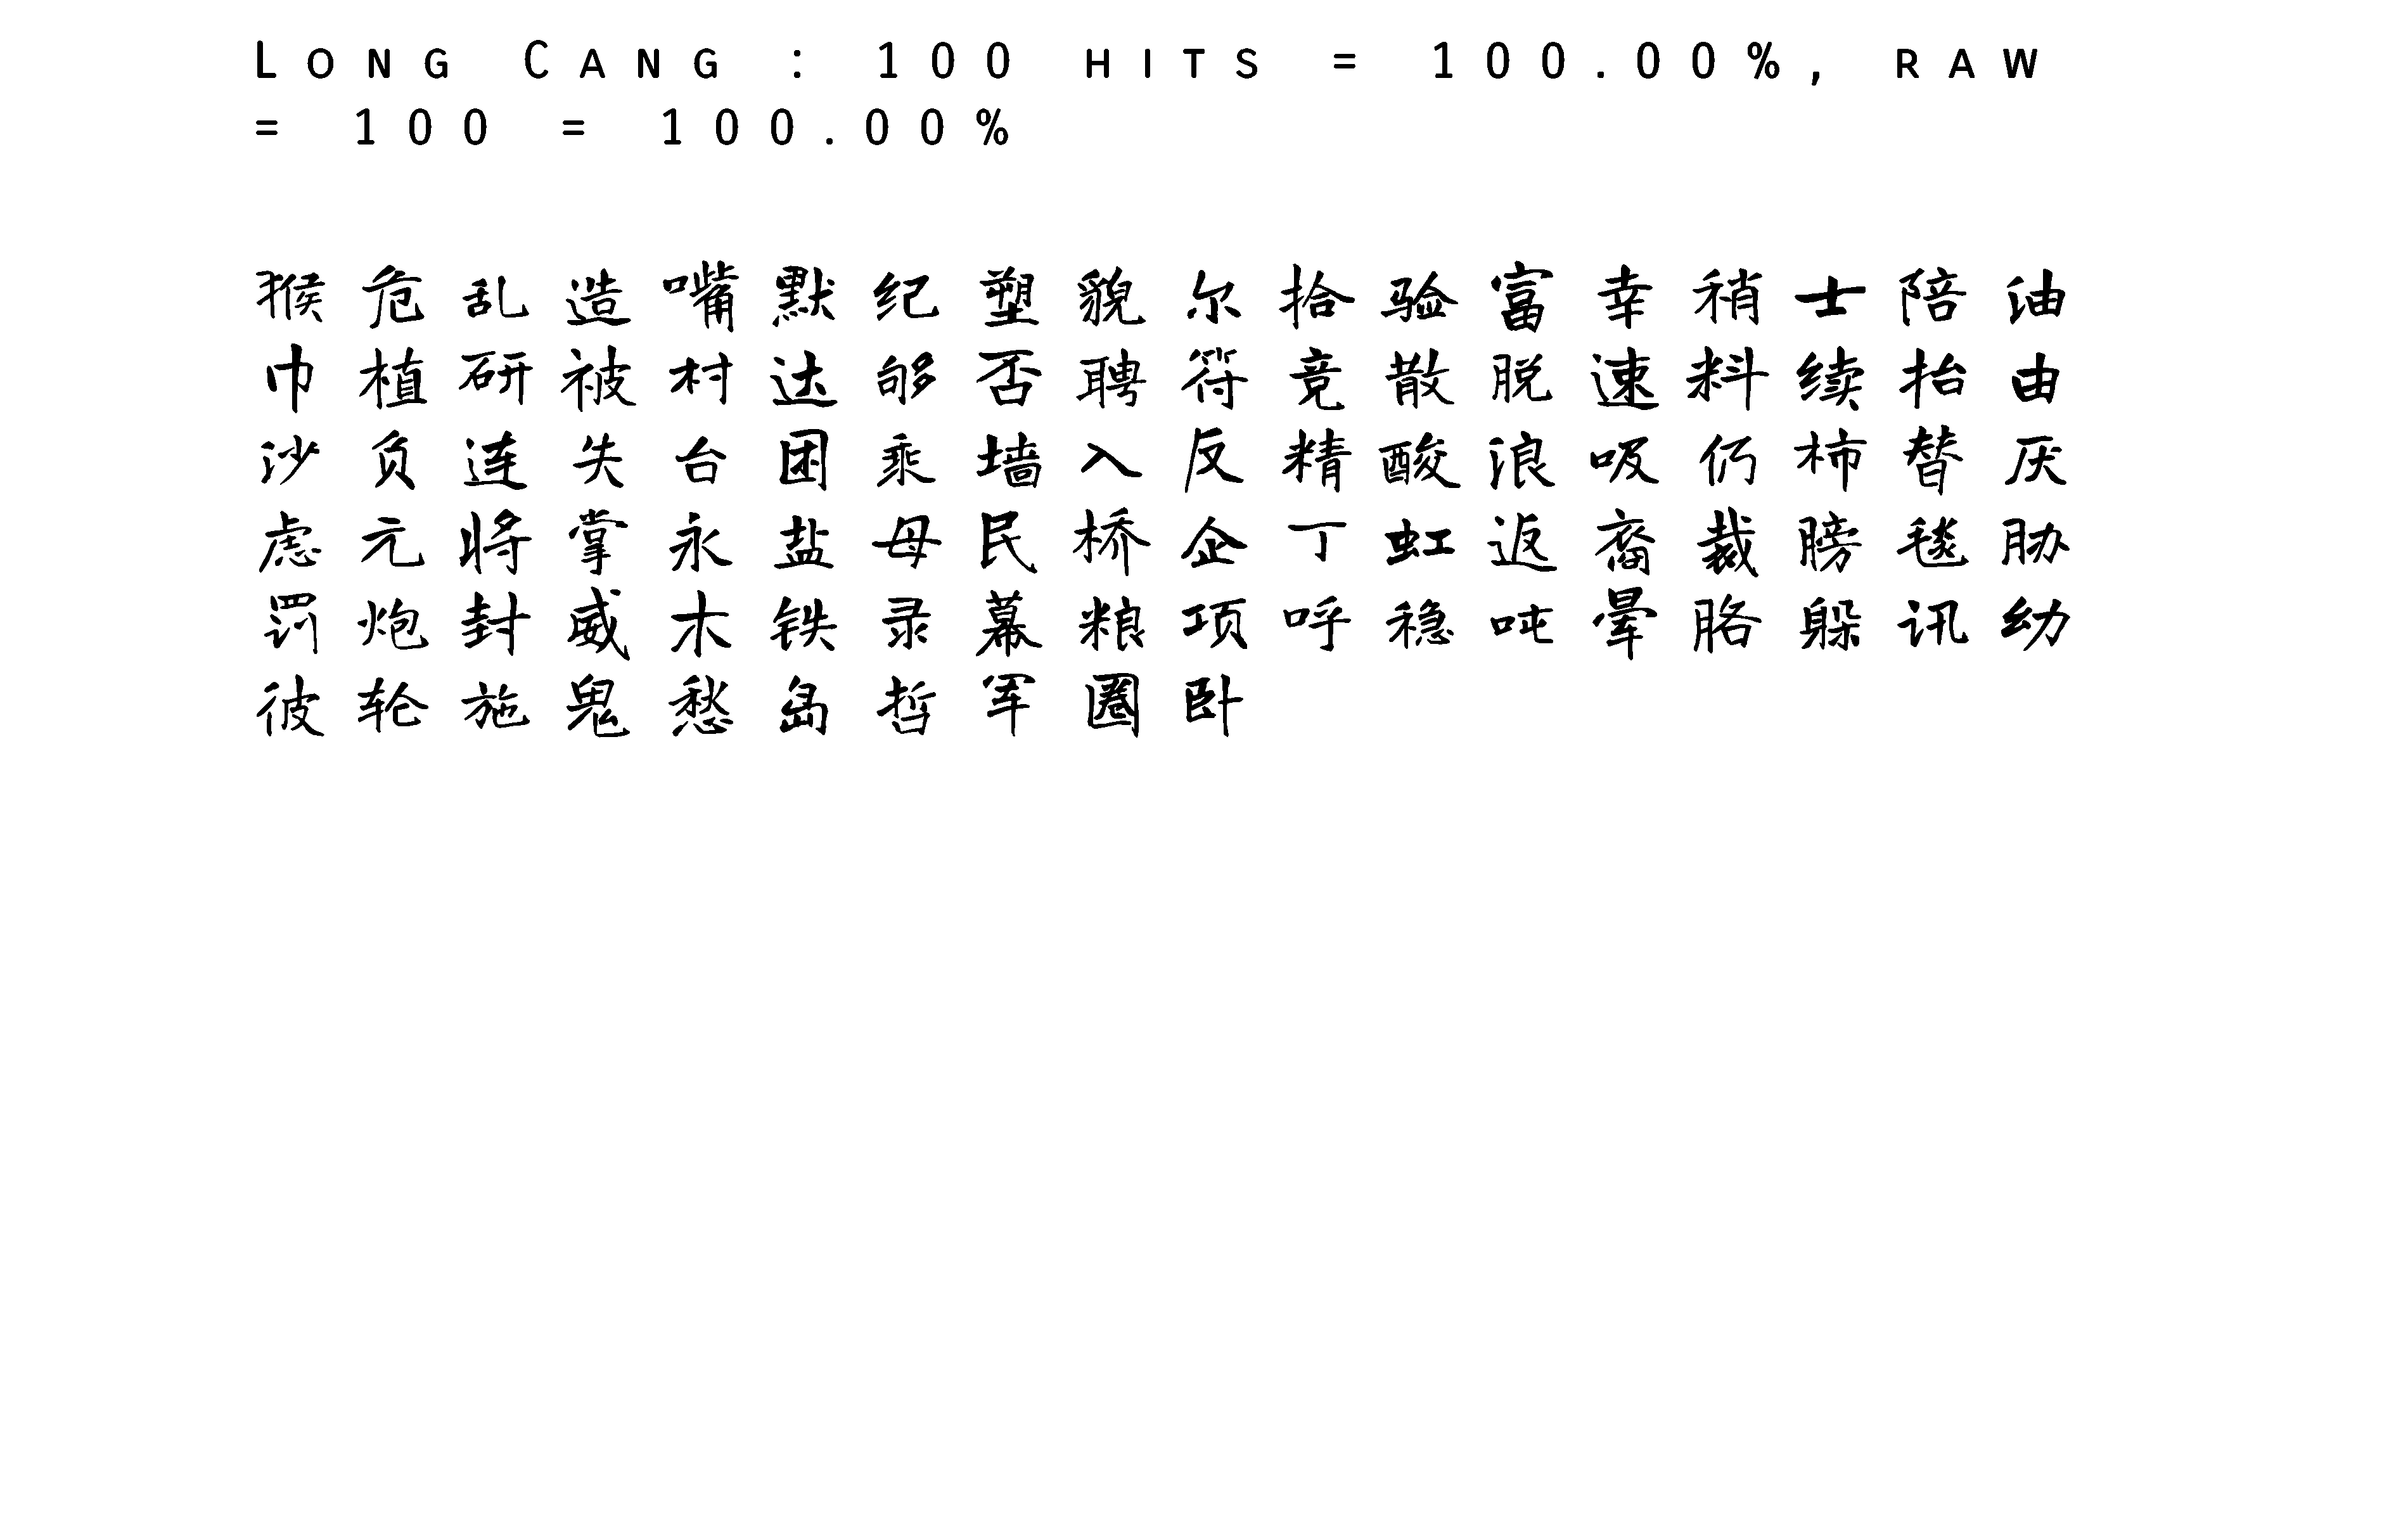 Long Cang : 100 hits = 100.00%, raw
= 100 = 100.00%
猴危乱造嘴默纪塑貌尔拾验富幸稍士陪油
巾植研被村达够否聘符竟散脱速料续抬由
沙负连失台困乘墙入反精酸浪吸仍柿替厌
虑元将掌永盐母民桥企丁虹返裔裁膀毯胁
罚炮封威木铁录幕粮项呼稳吨晕胳躲讯幼
彼轮施鬼愁岛哲军圈卧